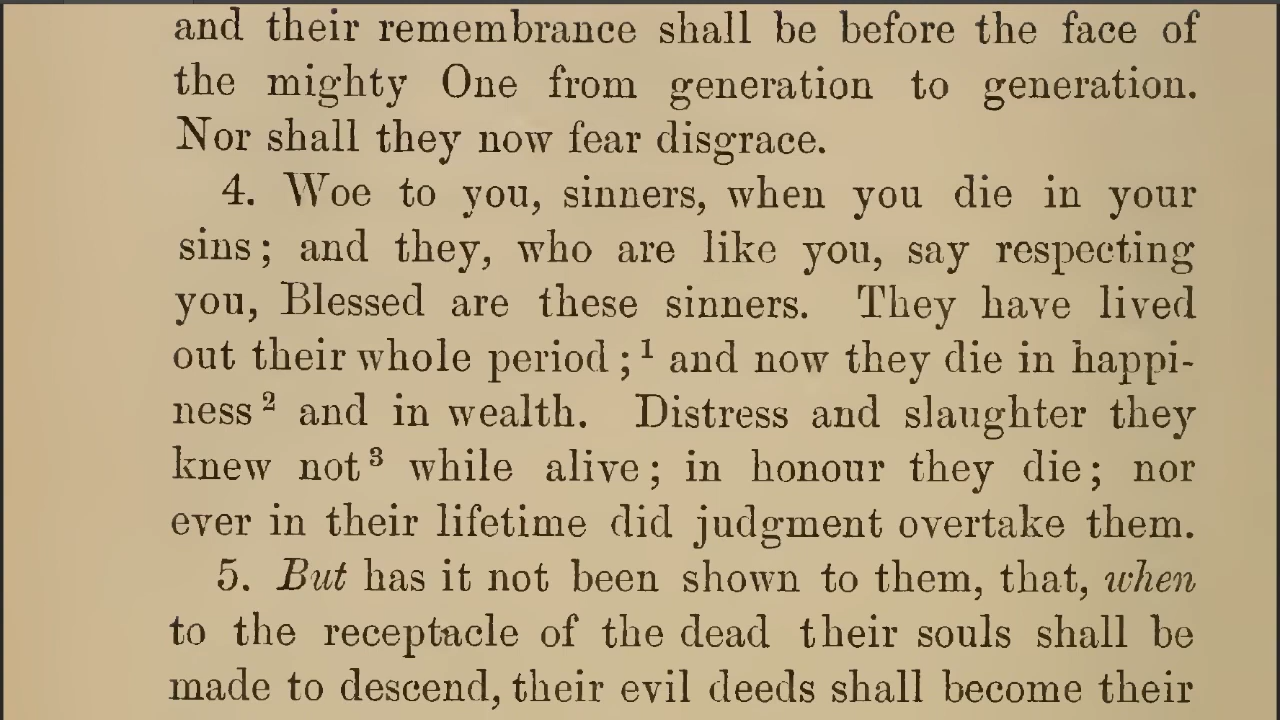 and their remembrance shall be before the face of
the mighty One from generation to generation.
Nor shall they now fear disgrace.
4. Woe to you, sinners, when you die in your
sins; and they, who are like you, say respecting
you, Blessed are these sinners. They have lived
out their whole period;¹ and now they die in happi-
ness² and in wealth. Distress and slaughter they
knew not³ while alive; in honour they die; nor
ever in their lifetime did judgment overtake them.
5. But has it not been shown to them, that, when
to the receptacle of the dead their souls shall be
made to descend, their evil deeds shall become their